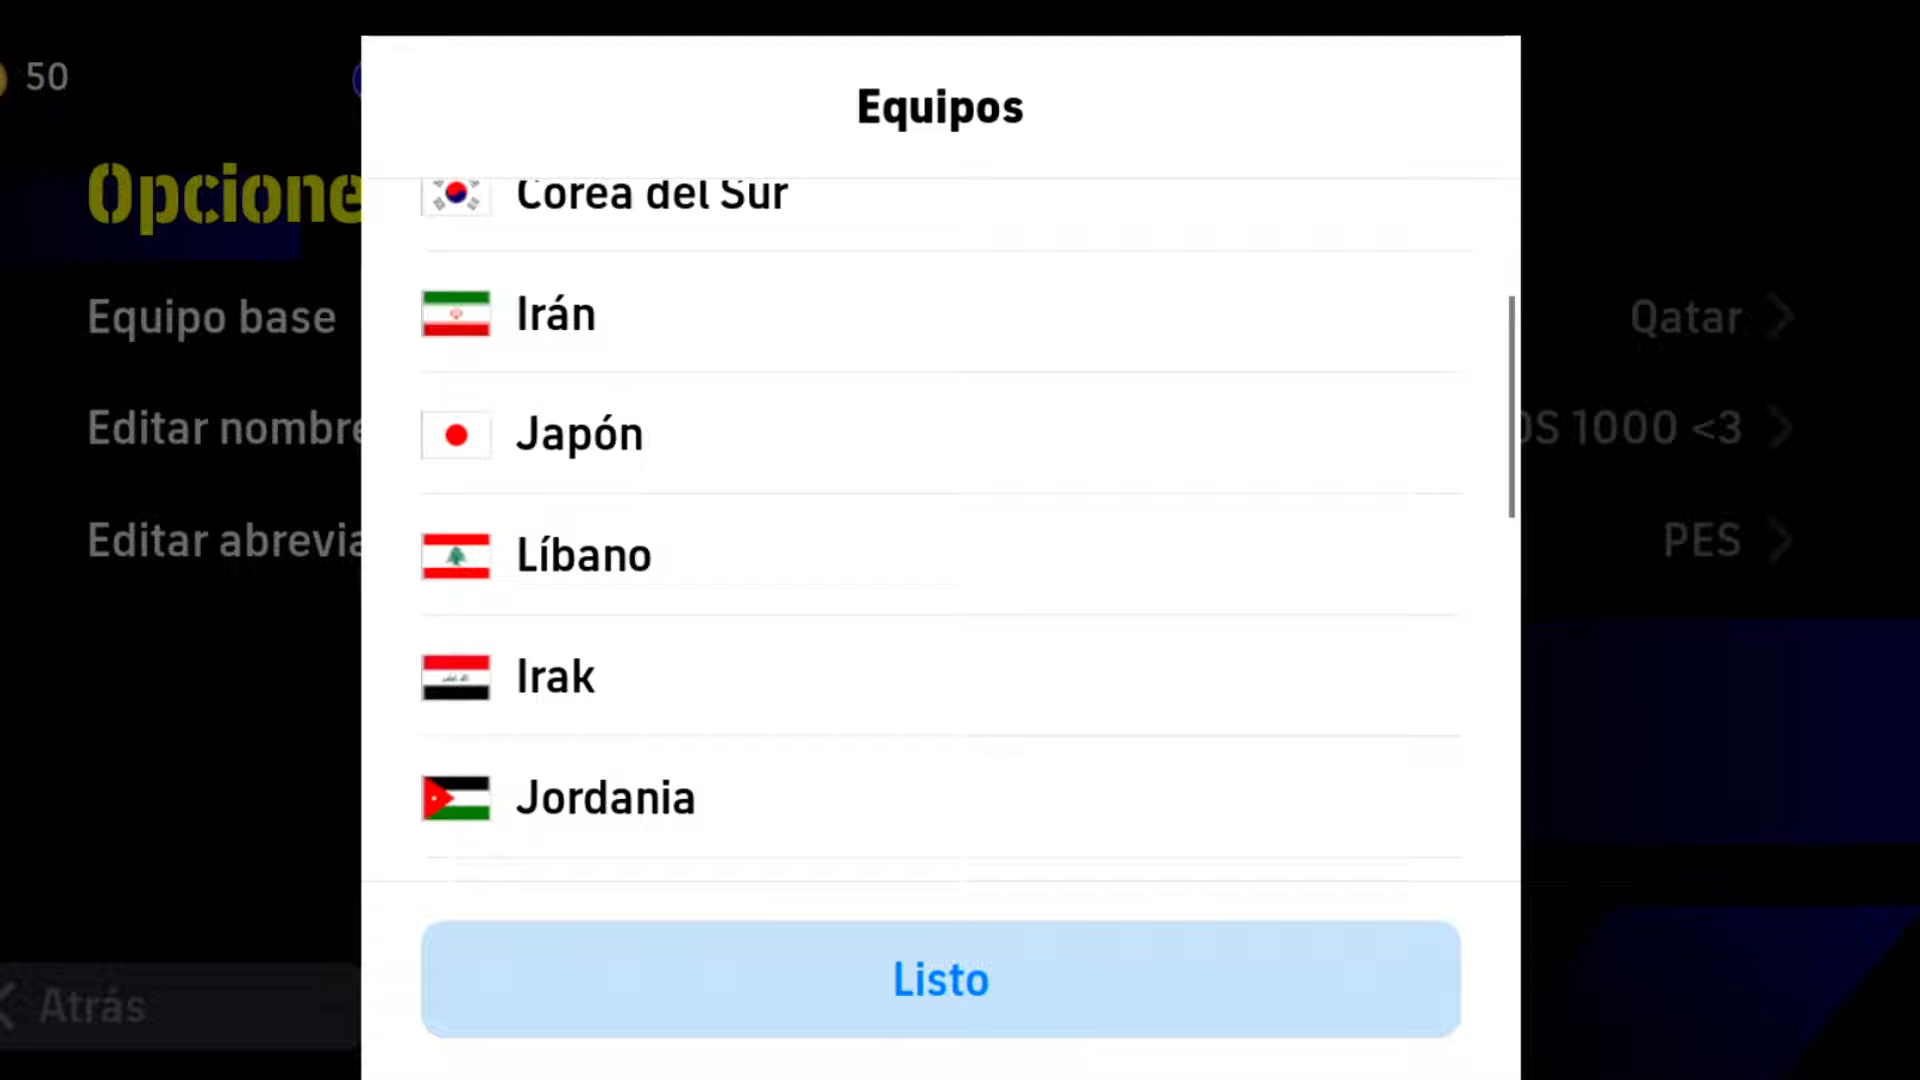 50
Equipos
Opcione
Corea del Sur
Equipo base
Irán
Qatar
Editar nombre
Japón
OS 1000 <3
Editar abrevia
Líbano
PES
Irak
Jordania
Listo
Atrás